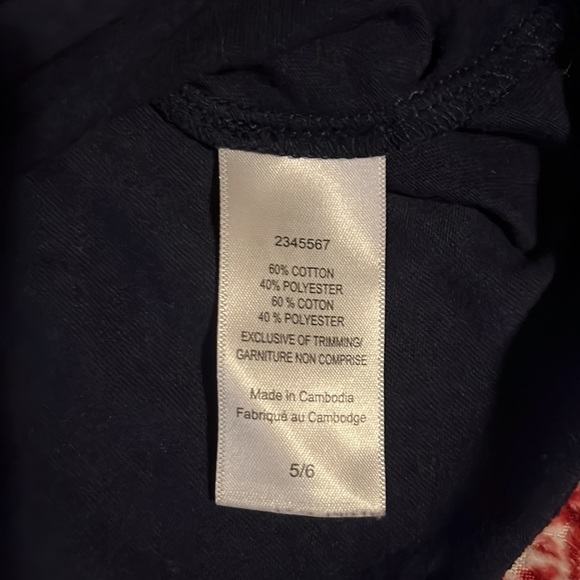 2345567
60% COTTON
40% POLYESTER
60 % COTON
40 % POLYESTER
EXCLUSIVE OF TRIMMING/
GARNITURE NON COMPRISE
Made in Cambodia
Fabriqué au Cambodge
5/6